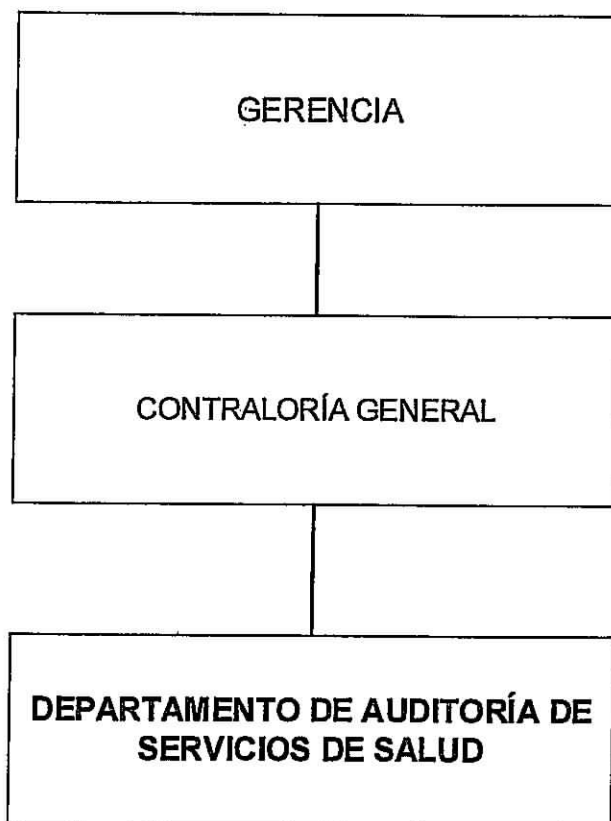 GERENCIA
CONTRALORÍA GENERAL
DEPARTAMENTO DE AUDITORÍA DE
SERVICIOS DE SALUD